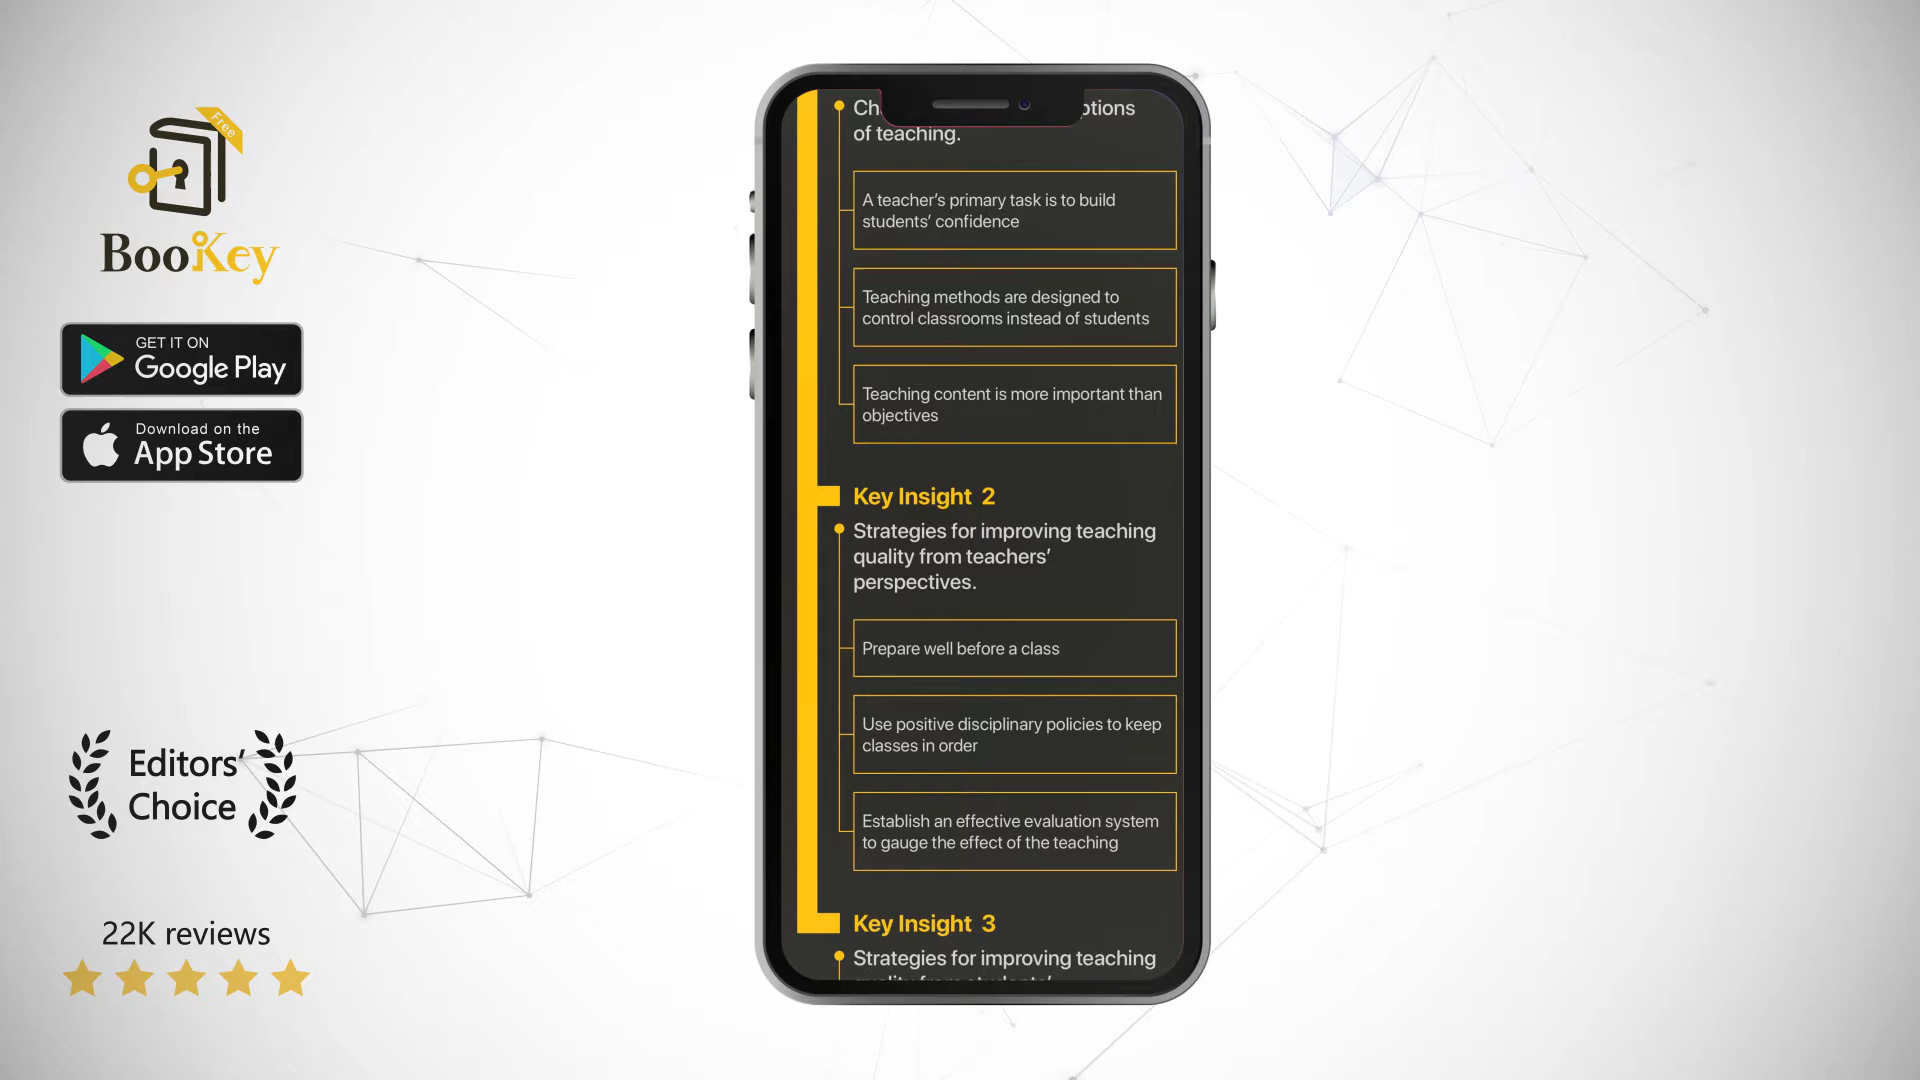 Free
BooKey
GET IT ON
Google Play
Download on the
App Store
Editors'
Choice
22K reviews
of teaching.
A teacher's primary task is to build
students' confidence
Teaching methods are designed to
control classrooms instead of students
Teaching content is more important than
objectives
Key Insight 2
Strategies for improving teaching
quality from teachers'
perspectives.
Prepare well before a class
Use positive disciplinary policies to keep
classes in order
Establish an effective evaluation system
to gauge the effect of the teaching
Key Insight 3
Strategies for improving teaching
quality from students'